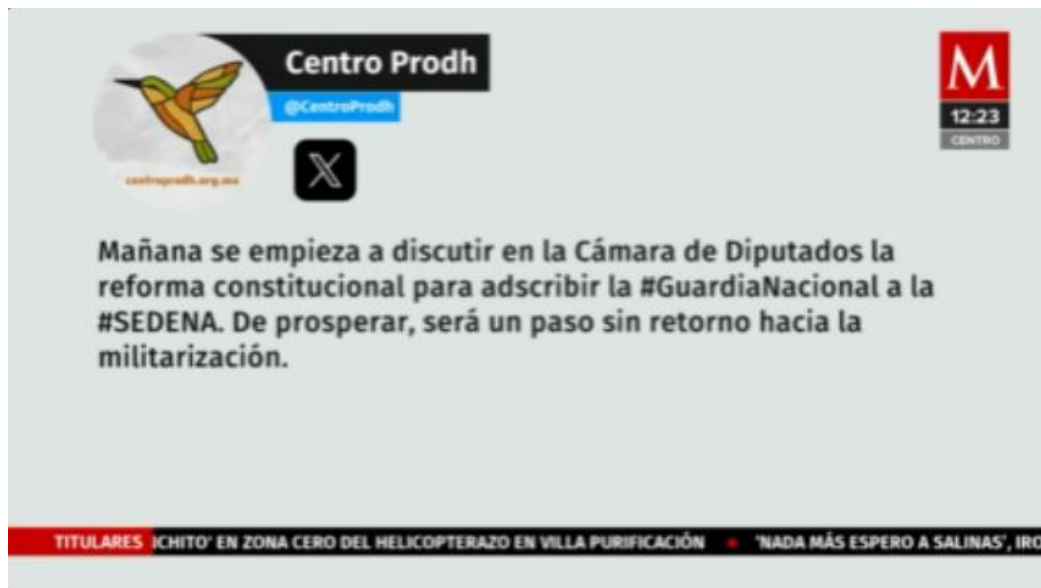 Centro Prodh
@CentroProdh
centroprodh.org.mx
X
M
12:23
CENTRO
Mañana se empieza a discutir en la Cámara de Diputados la
reforma constitucional para adscribir la #GuardiaNacional a la
#SEDENA. De prosperar, será un paso sin retorno hacia la
militarización.
TITULARES ICHITO' EN ZONA CERO DEL HELICOPTERAZO EN VILLA PURIFICACIÓN • 'NADA MÁS ESPERO A SALINAS', IRO